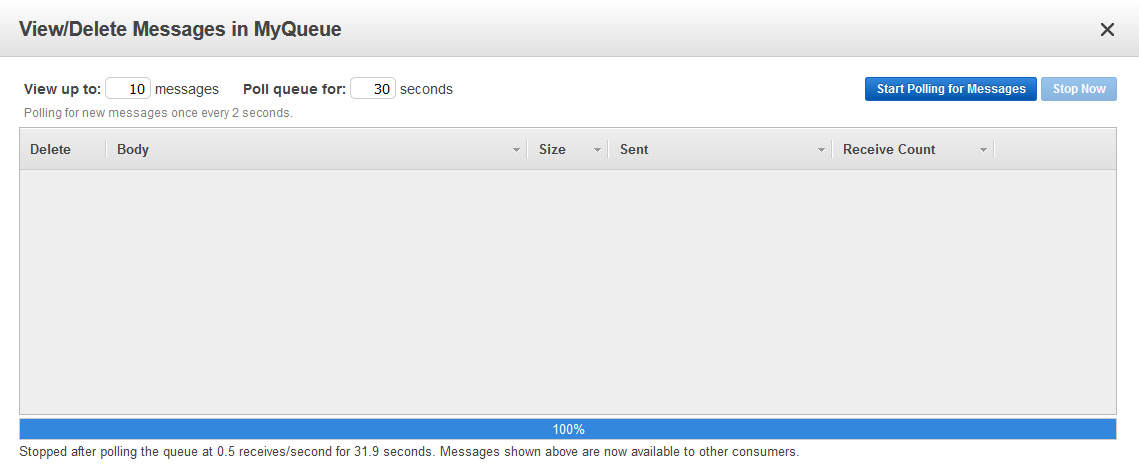 View/Delete Messages in MyQueue
View up to: 10 messages Poll queue for: 30 seconds Start Polling for Messages Stop Now
Polling for new messages once every 2 seconds.
Delete Body Size Sent Receive Count
100%
Stopped after polling the queue at 0.5 receives/second for 31.9 seconds. Messages shown above are now available to other consumers.